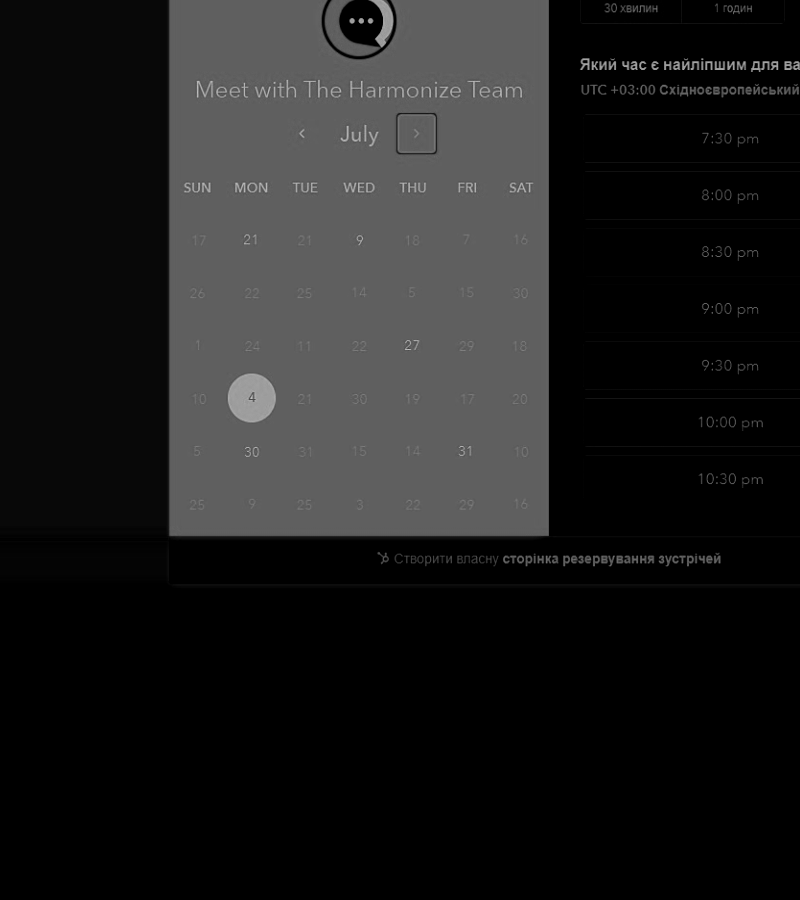 30 хвилин 1 годин
Meet with The Harmonize Team
July
SUN MON TUE WED THU FRI SAT
17 21 21 9 18 7 16
26 22 25 14 5 15 30
1 24 11 22 27 29 18
10 4 21 30 19 17 20
5 30 31 15 14 31 10
25 9 25 3 22 29 16
Який час є найліпшим для ва
UTC +03:00 Східноєвропейський
7:30 pm
8:00 pm
8:30 pm
9:00 pm
9:30 pm
10:00 pm
10:30 pm
Створити власну сторінка резервування зустрічей